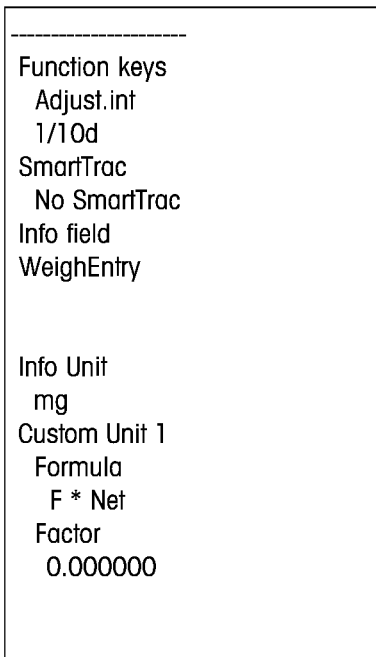 ----------------------
Function keys
Adjust.int
1/10d
SmartTrac
No SmartTrac
Info field
WeighEntry
Info Unit
mg
Custom Unit 1
Formula
F * Net
Factor
0.000000